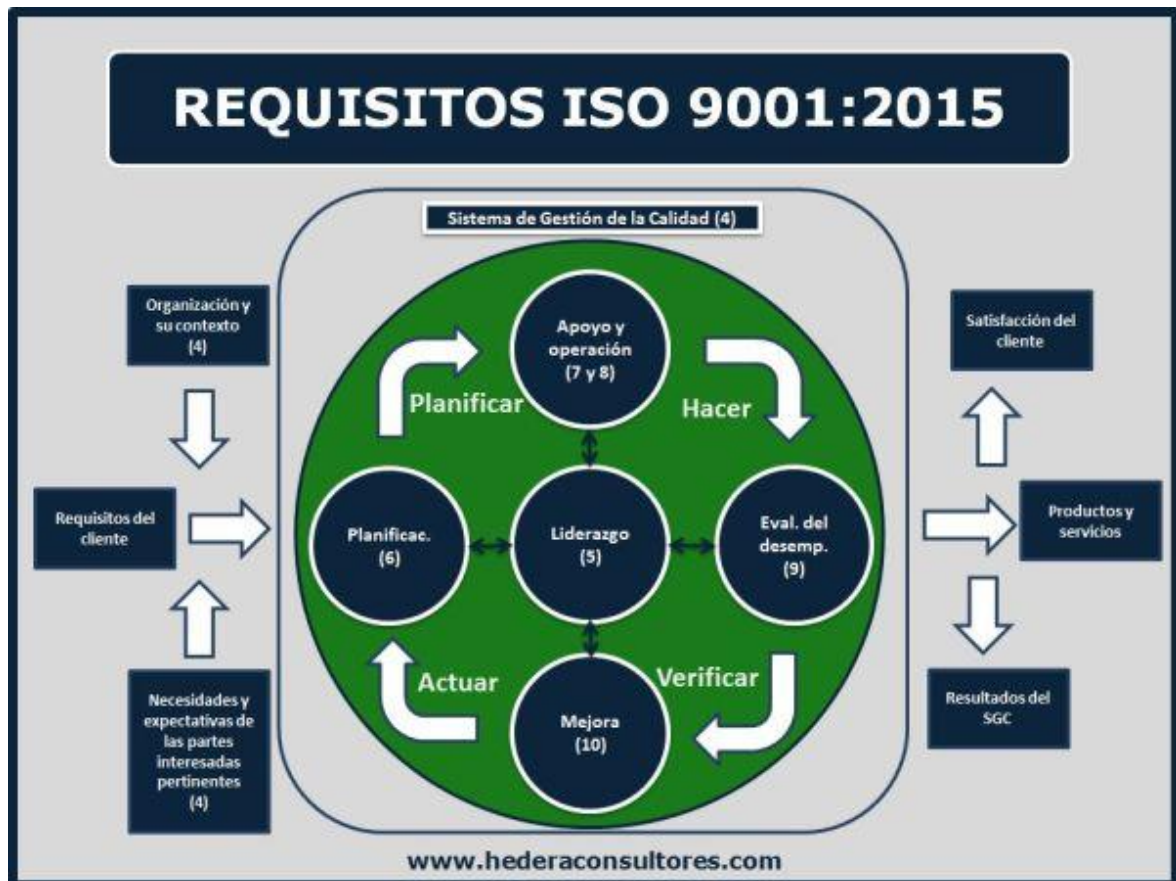 REQUISITOS ISO 9001:2015
Sistema de Gestión de la Calidad (4)
Organización y
su contexto
(4)
Requisitos del
cliente
Necesidades y
expectativas de
las partes
interesadas
pertinentes
(4)
Apoyo y
operación
(7 y 8)
Planificar
Hacer
Planificac.
(6)
Liderazgo
(5)
Eval. del
desemp.
(9)
Actuar
Verificar
Mejora
(10)
Satisfacción del
cliente
Productos y
servicios
Resultados del
SGC
www.hederaconsultores.com